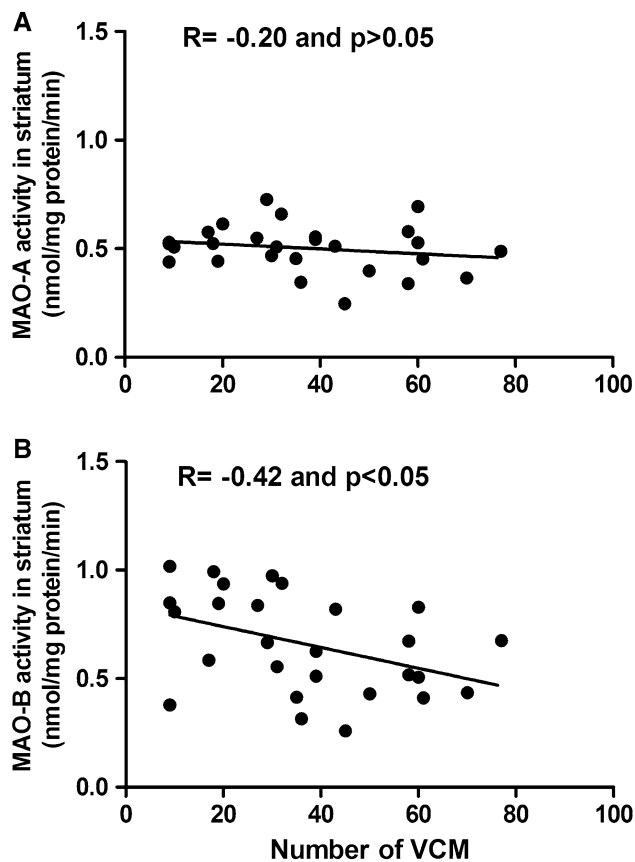 A
R= -0.20 and p>0.05
MAO-A activity in striatum
(nmol/mg protein/min)
1.5
1.0
0.5
0.0
0 20 40 60 80 100
B
R= -0.42 and p<0.05
MAO-B activity in striatum
(nmol/mg protein/min)
1.5
1.0
0.5
0.0
0 20 40 60 80 100
Number of VCM